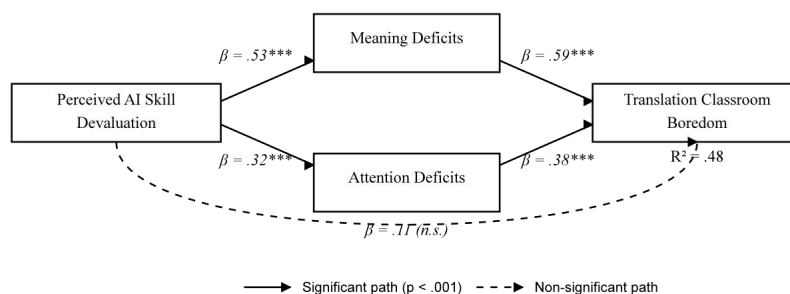 Meaning Deficits
β = .53***
β = .59***
Perceived AI Skill
Devaluation
Translation Classroom
Boredom
β = .32***
β = .38***
R² = .48
Attention Deficits
β = .11 (n.s.)
Significant path (p < .001)
Non-significant path